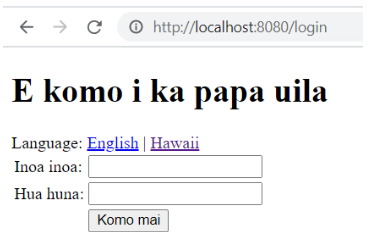 http://localhost:8080/login
E komo i ka papa uila
Language: English | Hawaii
Inoa inoa:
Hua huna:
Komo mai